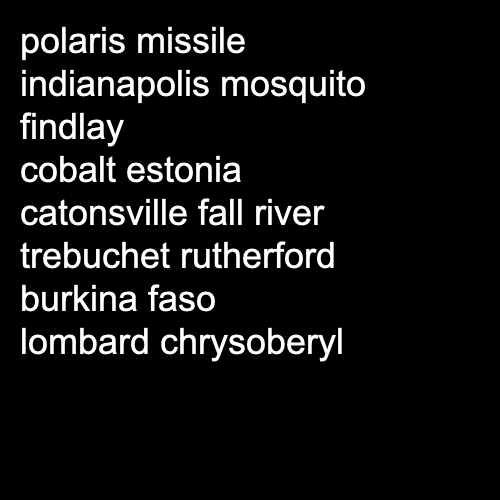 polaris missile
indianapolis mosquito
findlay
cobalt estonia
catonsville fall river
trebuchet rutherford
burkina faso
lombard chrysoberyl